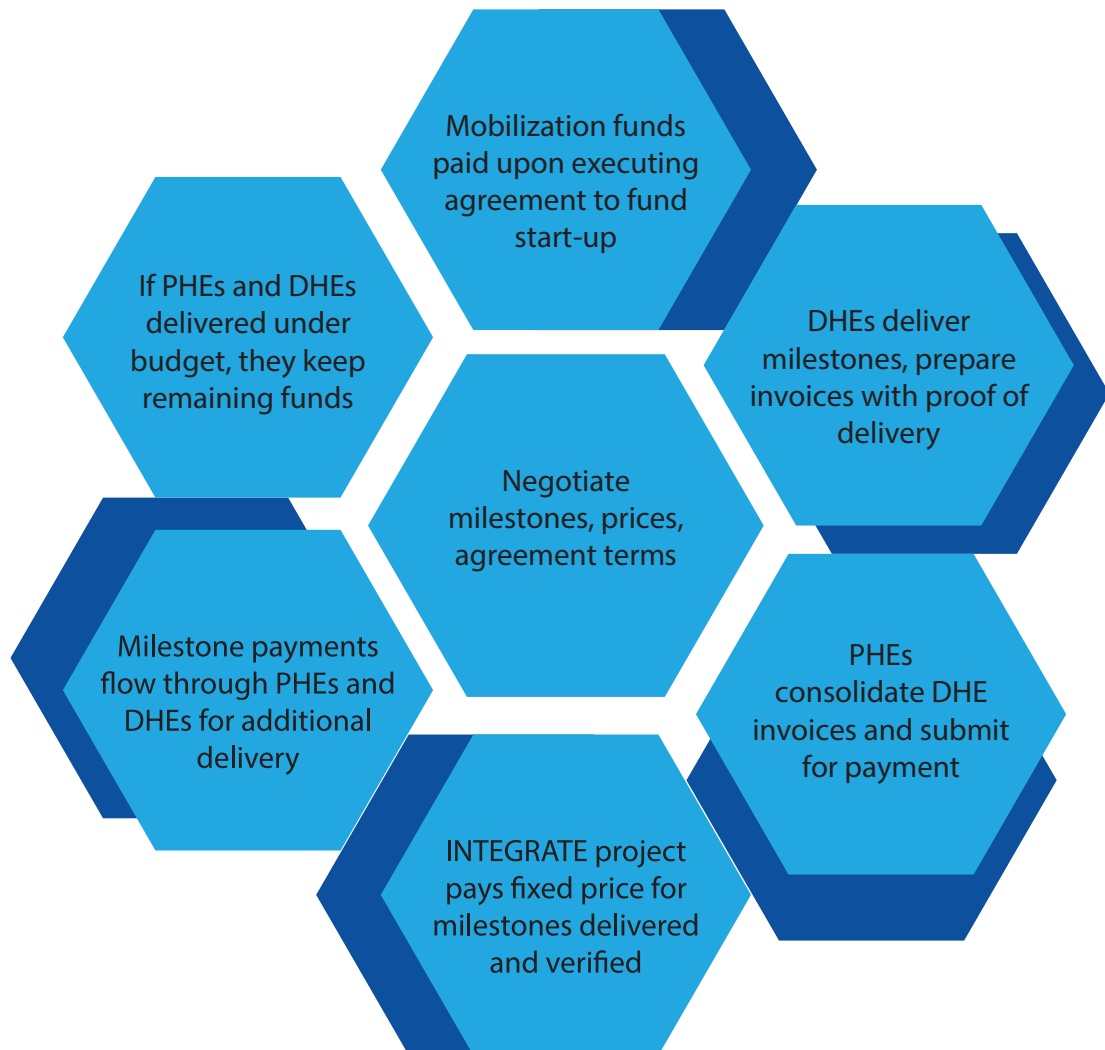 Mobilization funds
paid upon executing
agreement to fund
start-up
DHEs deliver
milestones, prepare
invoices with proof of
delivery
PHEs
consolidate DHE
invoices and submit
for payment
INTEGRATE project
pays fixed price for
milestones delivered
and verified
Milestone payments
flow through PHEs and
DHEs for additional
delivery
If PHEs and DHEs
delivered under
budget, they keep
remaining funds
Negotiate
milestones, prices,
agreement terms